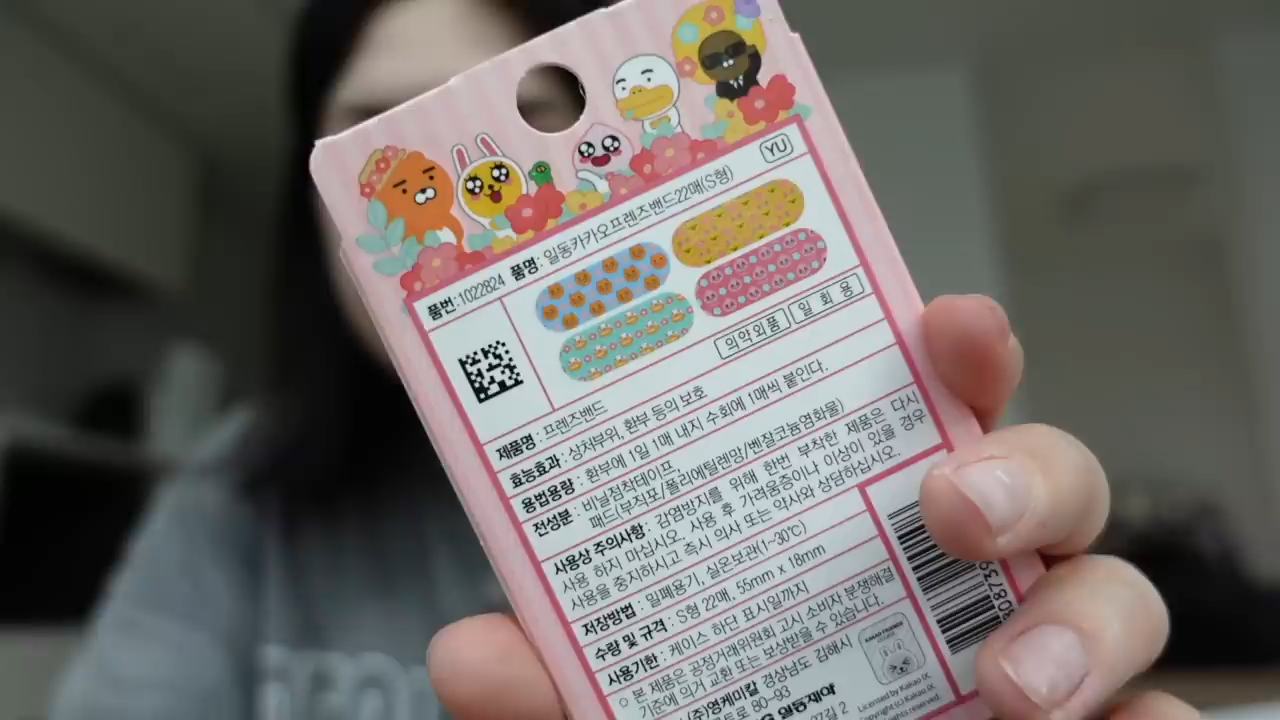 YU
품번:1022824 품명:일동카카오프렌즈밴드22매(S형)
의약외품 일회용
제품명 : 프렌즈밴드
효능효과 : 상처부위, 환부 등의 보호
용법용량 : 환부에 1일 1매 내지 수회에 1매씩 붙인다.
전성분 : 비닐점착테이프,
패드(부직포/폴리에틸렌망/벤잘코늄염화물)
사용상 주의사항 : 감염방지를 위해 한번 부착한 제품은 다시
사용 하지 마십시오. 사용 후 가려움증이나 이상이 있을 경우
사용을 중지하시고 즉시 의사 또는 약사와 상담하십시오.
저장방법 : 밀폐용기, 실온보관(1~30℃)
수량 및 규격 : S형 22매, 55mm x 18mm
사용기한 : 케이스 하단 표시일까지
○ 본 제품은 공정거래위원회 고시 소비자 분쟁해결
기준에 의거 교환 또는 보상받을 수 있습니다.
(주)영케미칼 경상남도 김해시
80-93
일동제약
27길 2
KAKAO FRIENDS
Licensed by Kakao IX.
Copyright (c) Kakao IX.
rights reserved.